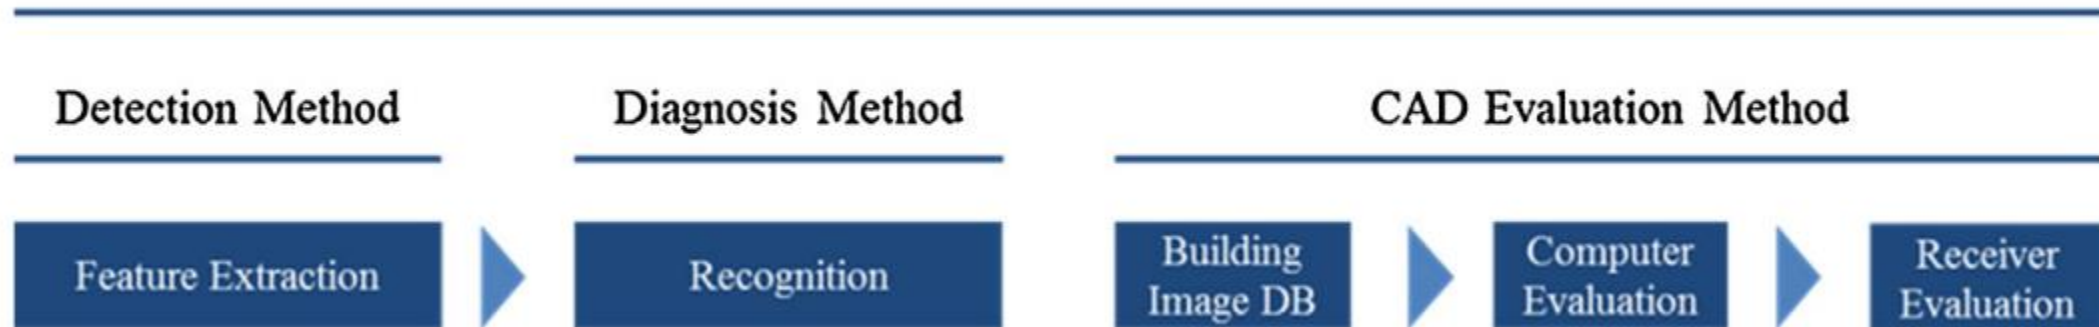 Detection Method
Diagnosis Method
CAD Evaluation Method
Feature Extraction
Recognition
Building
Image DB
Computer
Evaluation
Receiver
Evaluation